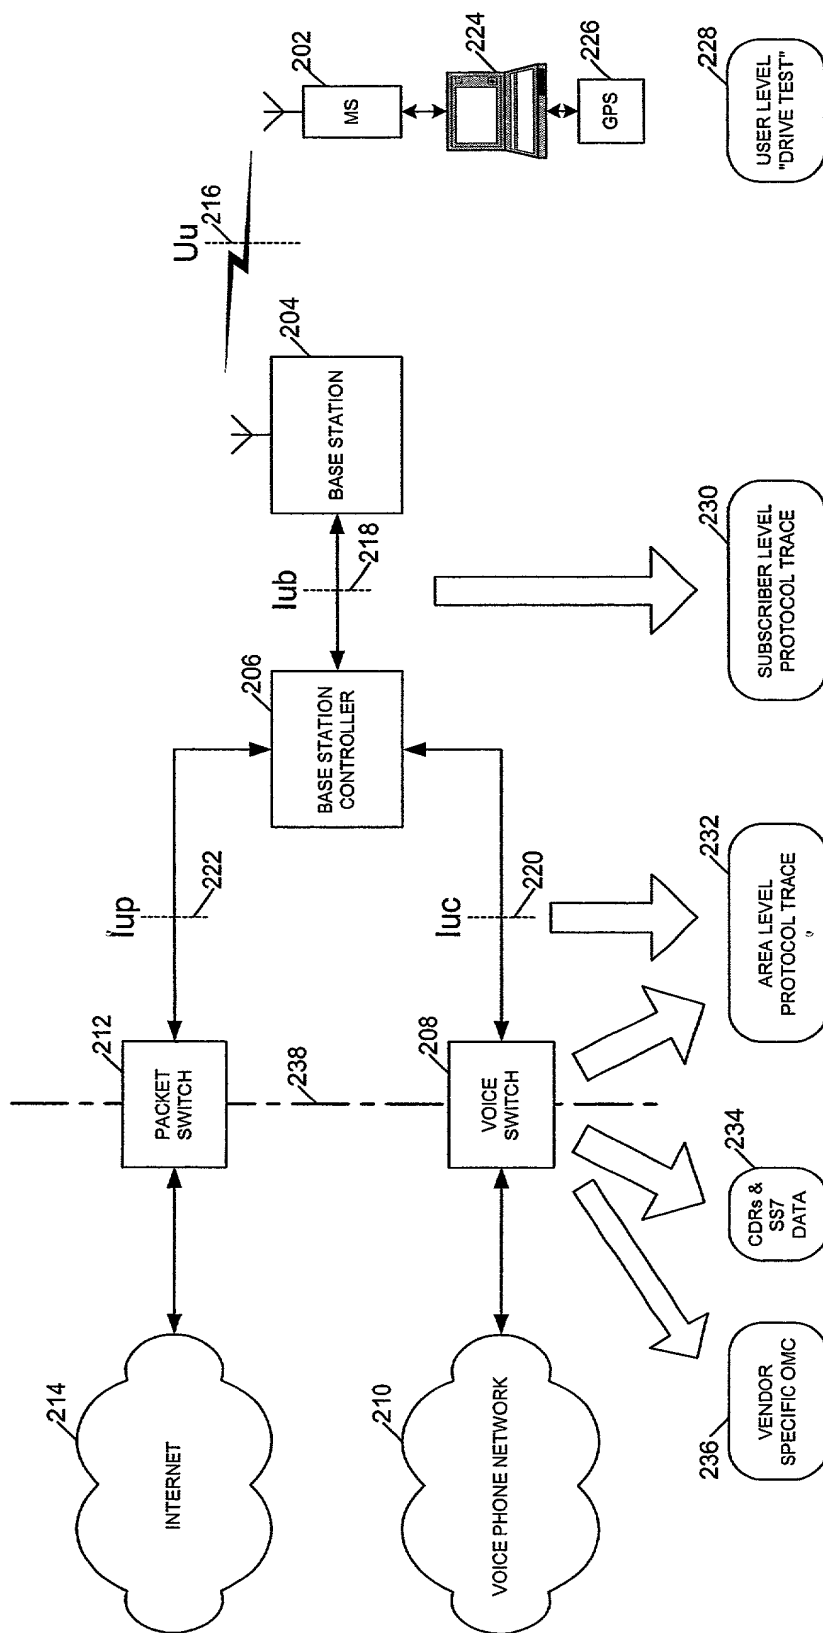 INTERNET
214
PACKET
SWITCH
212
Iup
222
238
VOICE PHONE NETWORK
210
VOICE
SWITCH
208
Iuc
220
BASE STATION
CONTROLLER
206
Iub
218
BASE STATION
204
Uu
216
MS
202
224
GPS
226
VENDOR
SPECIFIC OMC
236
CDRs &
SS7
DATA
234
AREA LEVEL
PROTOCOL TRACE
232
SUBSCRIBER LEVEL
PROTOCOL TRACE
230
USER LEVEL
"DRIVE TEST"
228